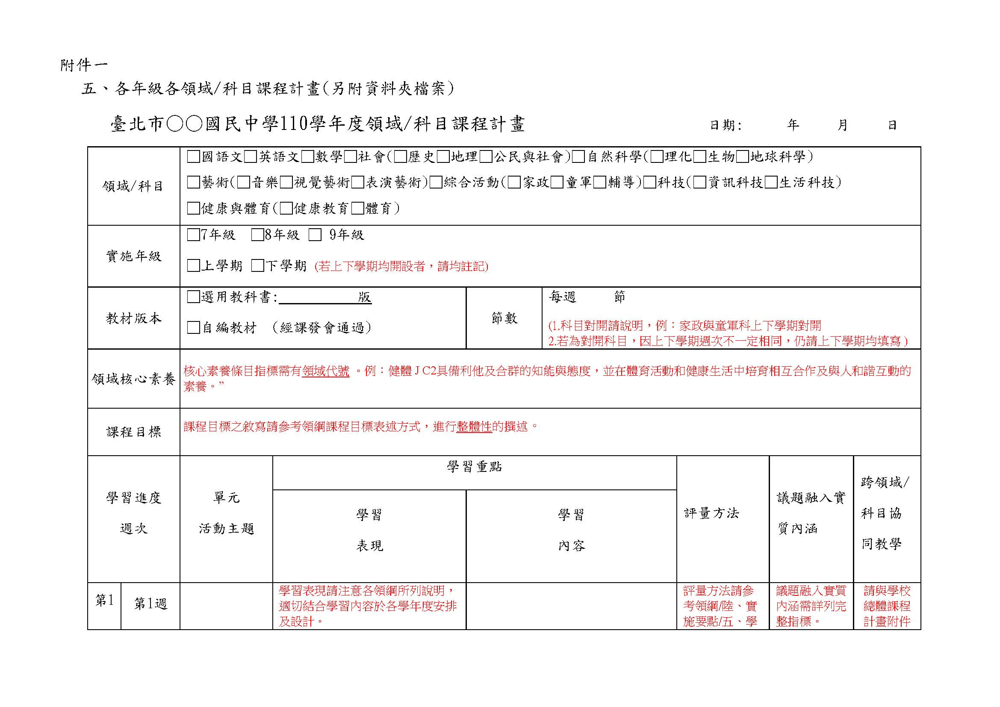 附件一
五、各年級各領域/科目課程計畫(另附資料夾檔案)
臺北市○○國民中學110學年度領域/科目課程計畫 日期: 年 月 日
領域/科目
□國語文□英語文□數學□社會(□歷史□地理□公民與社會)□自然科學(□理化□生物□地球科學)
□藝術(□音樂□視覺藝術□表演藝術)□綜合活動(□家政□童軍□輔導)□科技(□資訊科技□生活科技)
□健康與體育(□健康教育□體育)
實施年級
□7年級 □8年級 □ 9年級
□上學期 □下學期 (若上下學期均開設者，請均註記)
教材版本
□選用教科書: 版
□自編教材 (經課發會通過)
節數
每週 節
(1.科目對開請說明，例：家政與童軍科上下學期對開
2.若為對開科目，因上下學期週次不一定相同，仍請上下學期均填寫 )
領域核心素養
核心素養條目指標需有領域代號 。例：健體 J C2具備利他及合群的知能與態度，並在體育活動和健康生活中培育相互合作及與人和諧互動的
素養。”
課程目標
課程目標之敘寫請參考領綱課程目標表述方式，進行整體性的撰述。
學習進度
週次
單元
活動主題
學習重點
學習
表現
學習
內容
評量方法
議題融入實
質內涵
跨領域/
科目協
同教學
第1
第1週
學習表現請注意各領綱所列說明，
適切結合學習內容於各學年度安排
及設計。
評量方法請參
考領綱/陸、實
施要點/五、學
議題融入實質
內涵需詳列完
整指標。
請與學校
總體課程
計畫附件